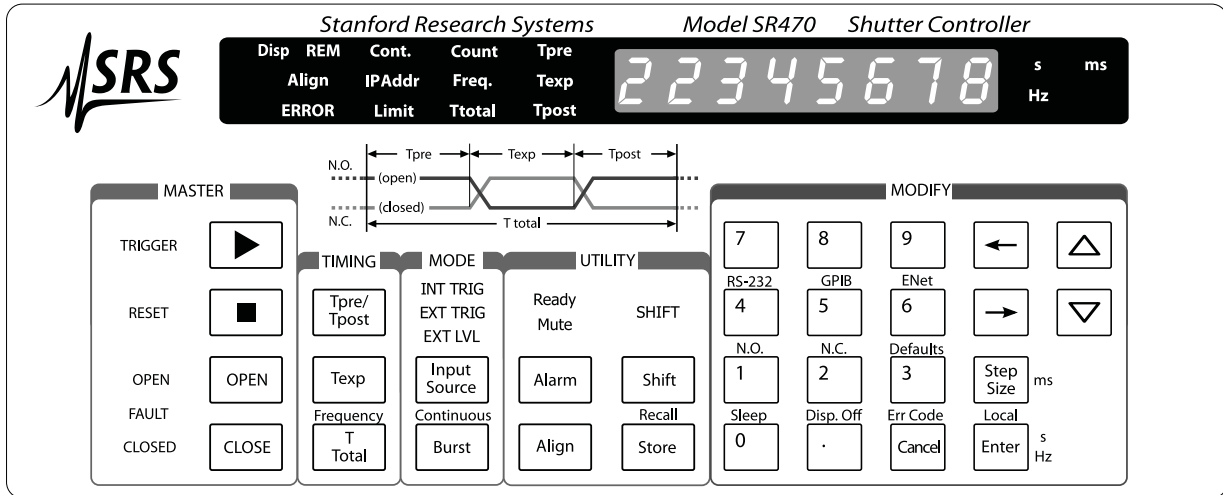 Stanford Research Systems Model SR470 Shutter Controller
SRS
Disp REM Cont. Count Tpre
Align IPAddr Freq. Texp
ERROR Limit Ttotal Tpost
22345678
s ms
Hz
Tpre Texp Tpost
N.O.
(open)
(closed)
N.C.
T total
MASTER
TRIGGER
RESET
OPEN OPEN
FAULT
CLOSED CLOSE
TIMING
Tpre/
Tpost
Texp
Frequency
T
Total
MODE
INT TRIG
EXT TRIG
EXT LVL
Input
Source
Continuous
Burst
UTILITY
Ready
Mute
SHIFT
Alarm Shift
Recall
Align Store
MODIFY
7 8 9
RS-232 GPIB ENet
4 5 6
N.O. N.C. Defaults
1 2 3 Step
Size ms
Sleep Disp. Off Err Code Local
0 . Cancel Enter s
Hz